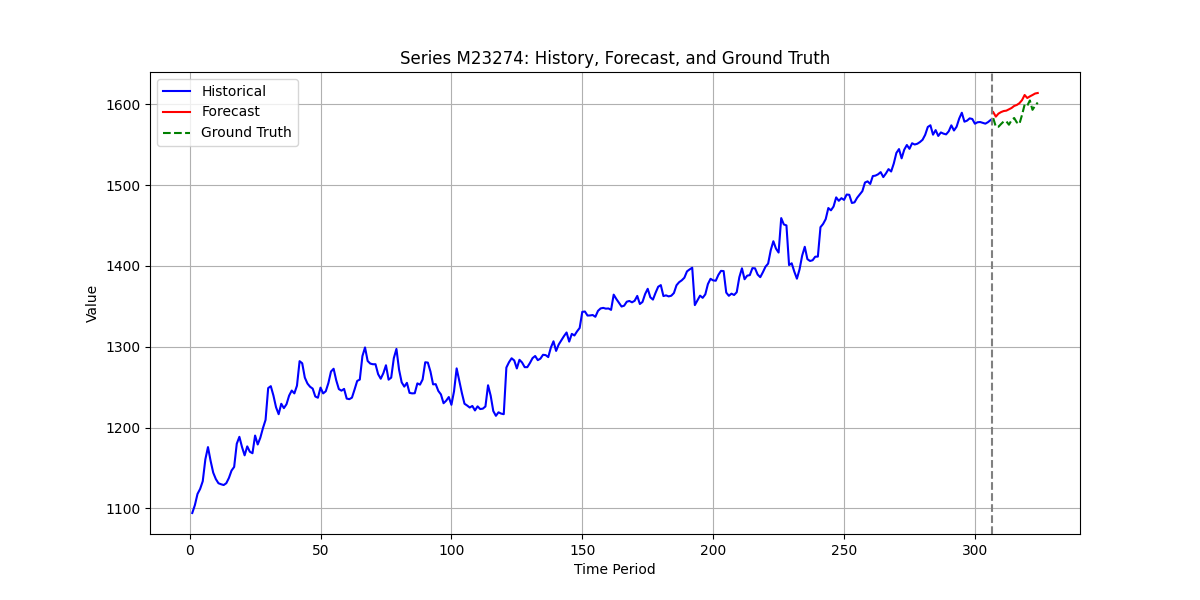 Series M23274: History, Forecast, and Ground Truth
Historical
Forecast
Ground Truth
1600
1500
1400
1300
1200
1100
Value
0 50 100 150 200 250 300
Time Period